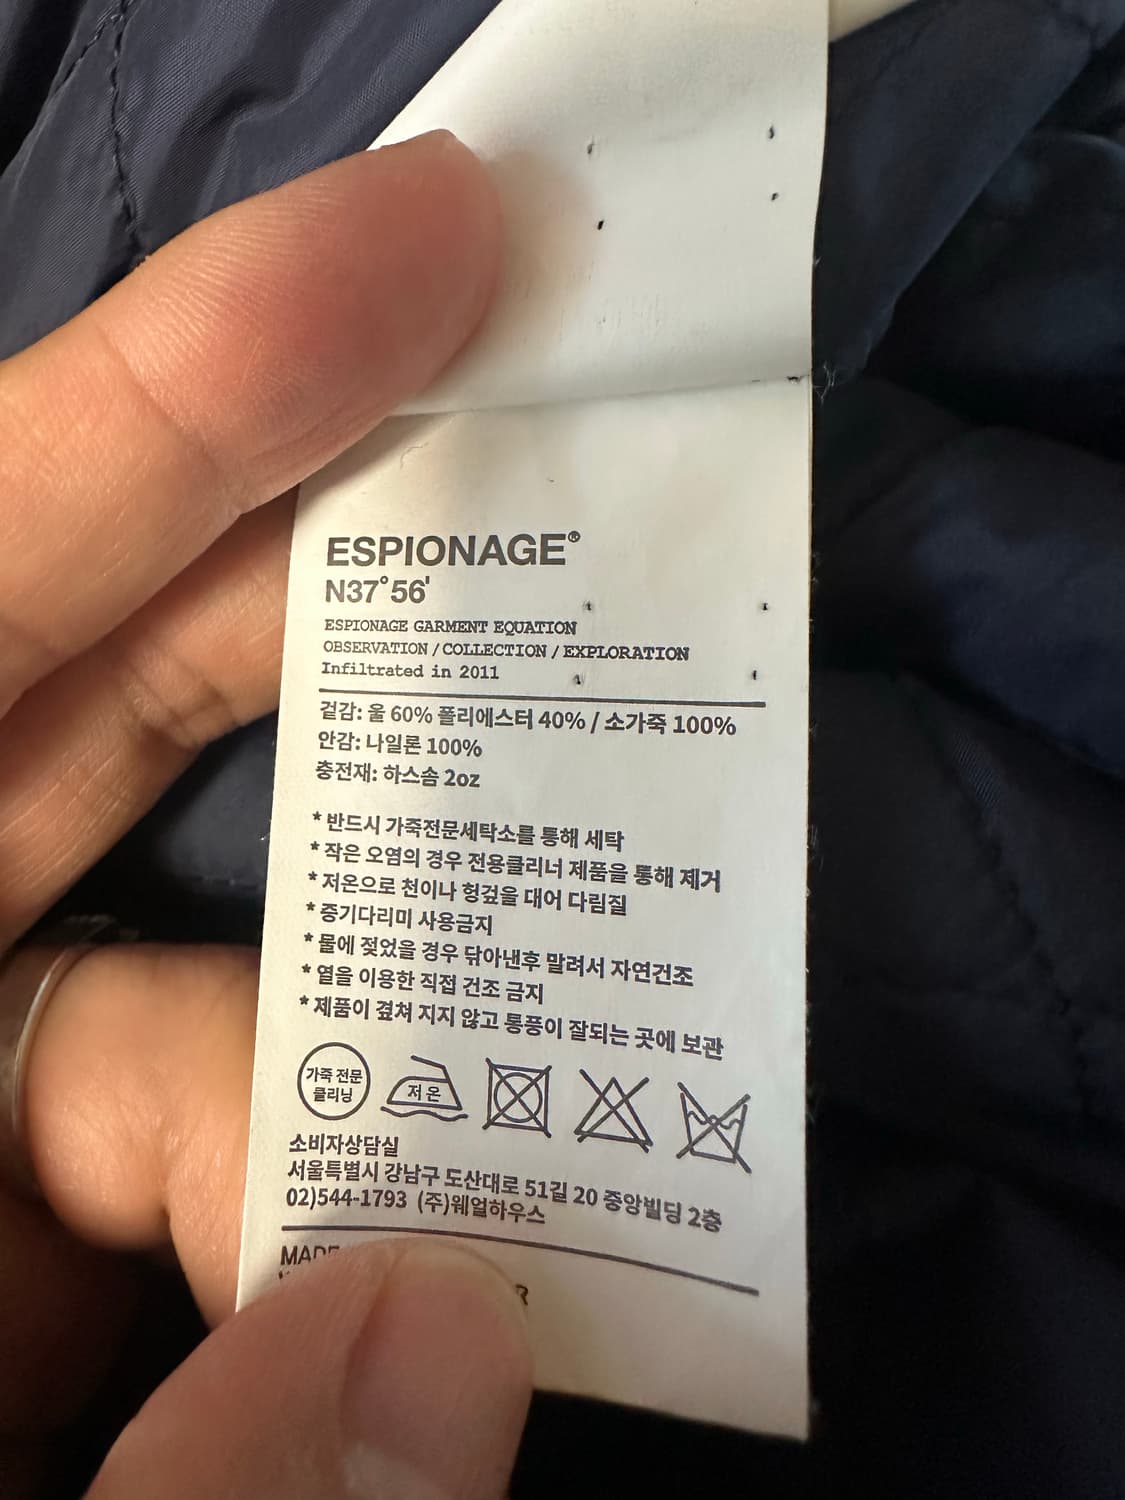 ESPIONAGE®
N37°56'
ESPIONAGE GARMENT EQUATION
OBSERVATION / COLLECTION / EXPLORATION
Infiltrated in 2011
겉감: 울 60% 폴리에스터 40% / 소가죽 100%
안감: 나일론 100%
충전재: 하스솜 2oz
* 반드시 가죽전문세탁소를 통해 세탁
* 작은 오염의 경우 전용클리너 제품을 통해 제거
* 저온으로 천이나 헝겊을 대어 다림질
* 증기다리미 사용금지
* 물에 젖었을 경우 닦아낸후 말려서 자연건조
* 열을 이용한 직접 건조 금지
* 제품이 겹쳐 지지 않고 통풍이 잘되는 곳에 보관
가죽 전문
클리닝
저 온
소비자상담실
서울특별시 강남구 도산대로 51길 20 중앙빌딩 2층
02)544-1793 (주)웨얼하우스
MADE